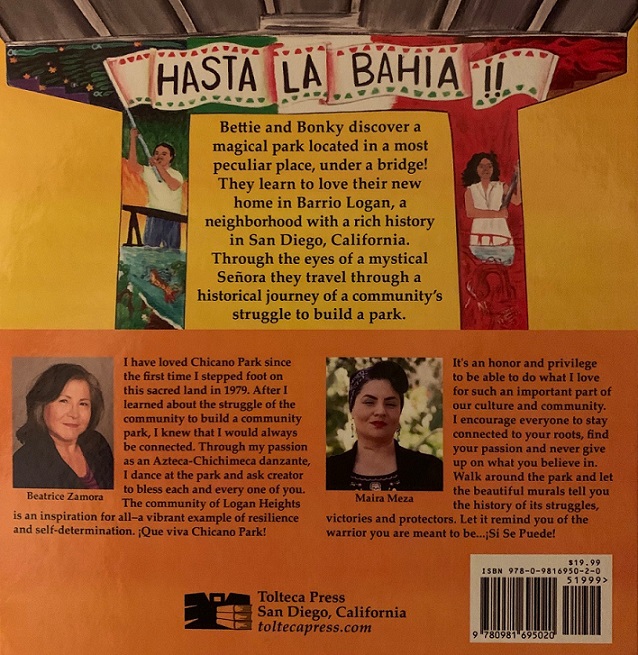 HASTA LA BAHIA !!
Bettie and Bonky discover a
magical park located in a most
peculiar place, under a bridge!
They learn to love their new
home in Barrio Logan, a
neighborhood with a rich history
in San Diego, California.
Through the eyes of a mystical
Señora they travel through a
historical journey of a community's
struggle to build a park.
I have loved Chicano Park since
the first time I stepped foot on
this sacred land in 1979. After I
learned about the struggle of the
community to build a community
park, I knew that I would always
be connected. Through my passion
as an Azteca-Chichimeca danzante,
I dance at the park and ask creator
to bless each and every one of you.
The community of Logan Heights
is an inspiration for all–a vibrant example of resilience
and self-determination. ¡Que viva Chicano Park!
Beatrice Zamora
It's an honor and privilege
to be able to do what I love
for such an important part of
our culture and community.
I encourage everyone to stay
connected to your roots, find
your passion and never give
up on what you believe in.
Walk around the park and let
the beautiful murals tell you
the history of its struggles,
victories and protectors. Let it remind you of the
warrior you are meant to be...¡Si Se Puede!
Maira Meza
Tolteca Press
San Diego, California
toltecapress.com
$19.99
ISBN 978-0-9816950-2-0
51999>
9 780981 695020